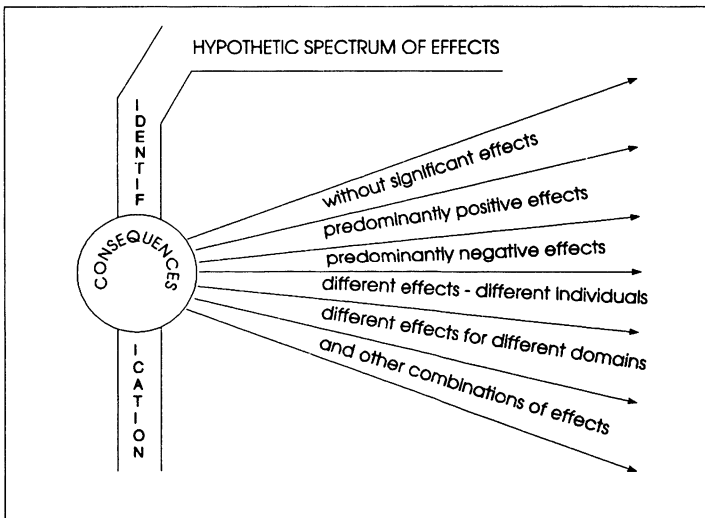 HYPOTHETIC SPECTRUM OF EFFECTS
IDENTIF
CONSEQUENCES
ICATION
without significant effects
predominantly positive effects
predominantly negative effects
different effects - different individuals
different effects for different domains
and other combinations of effects